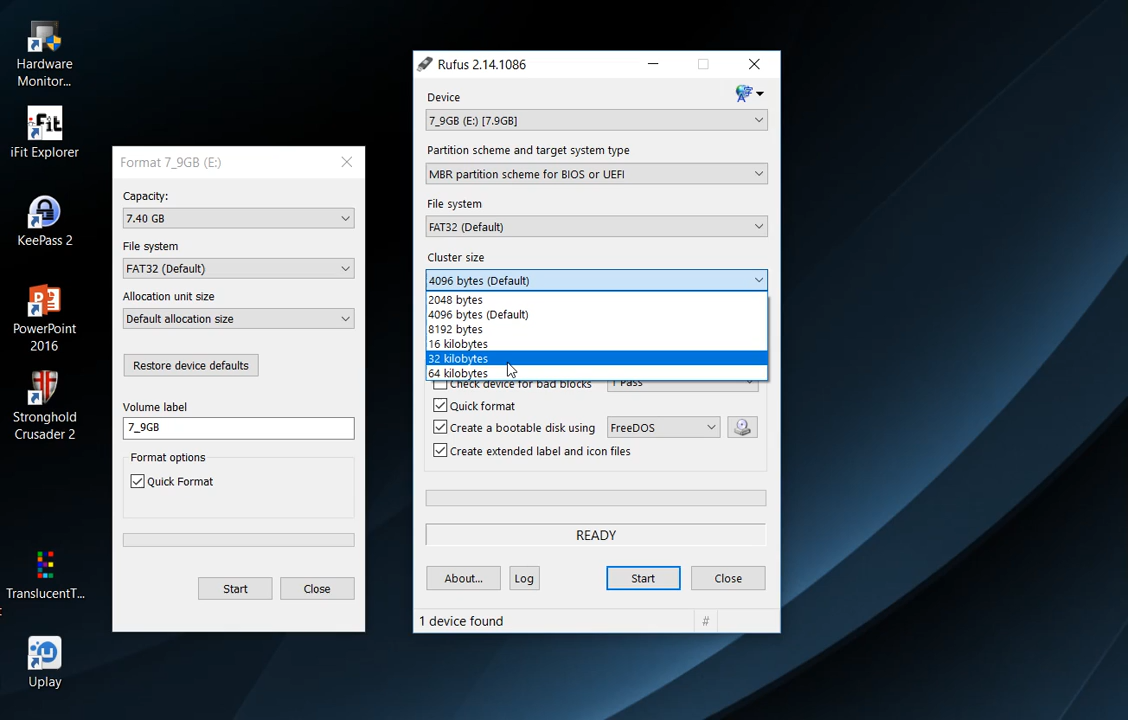 Hardware
Monitor...
iFit
iFit Explorer
KeePass 2
PowerPoint
2016
Stronghold
Crusader 2
TranslucentT...
Uplay
Format 7_9GB (E:)
Capacity:
7.40 GB
File system
FAT32 (Default)
Allocation unit size
Default allocation size
Restore device defaults
Volume label
7_9GB
Format options
Quick Format
Start
Close
Rufus 2.14.1086
Device
7_9GB (E:) [7.9GB]
Partition scheme and target system type
MBR partition scheme for BIOS or UEFI
File system
FAT32 (Default)
Cluster size
4096 bytes (Default)
2048 bytes
4096 bytes (Default)
8192 bytes
16 kilobytes
32 kilobytes
64 kilobytes
Check device for bad blocks
1 Pass
Quick format
Create a bootable disk using
FreeDOS
Create extended label and icon files
READY
About...
Log
Start
Close
1 device found
#